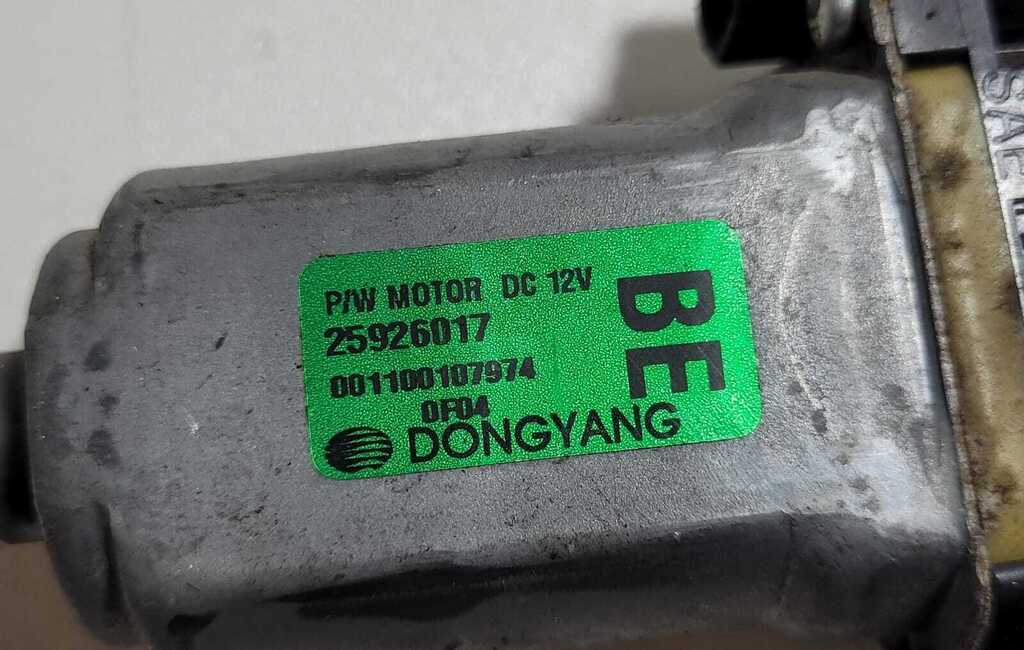 P/W MOTOR DC 12V
25926017
001100107974
0F04
DONGYANG
BE